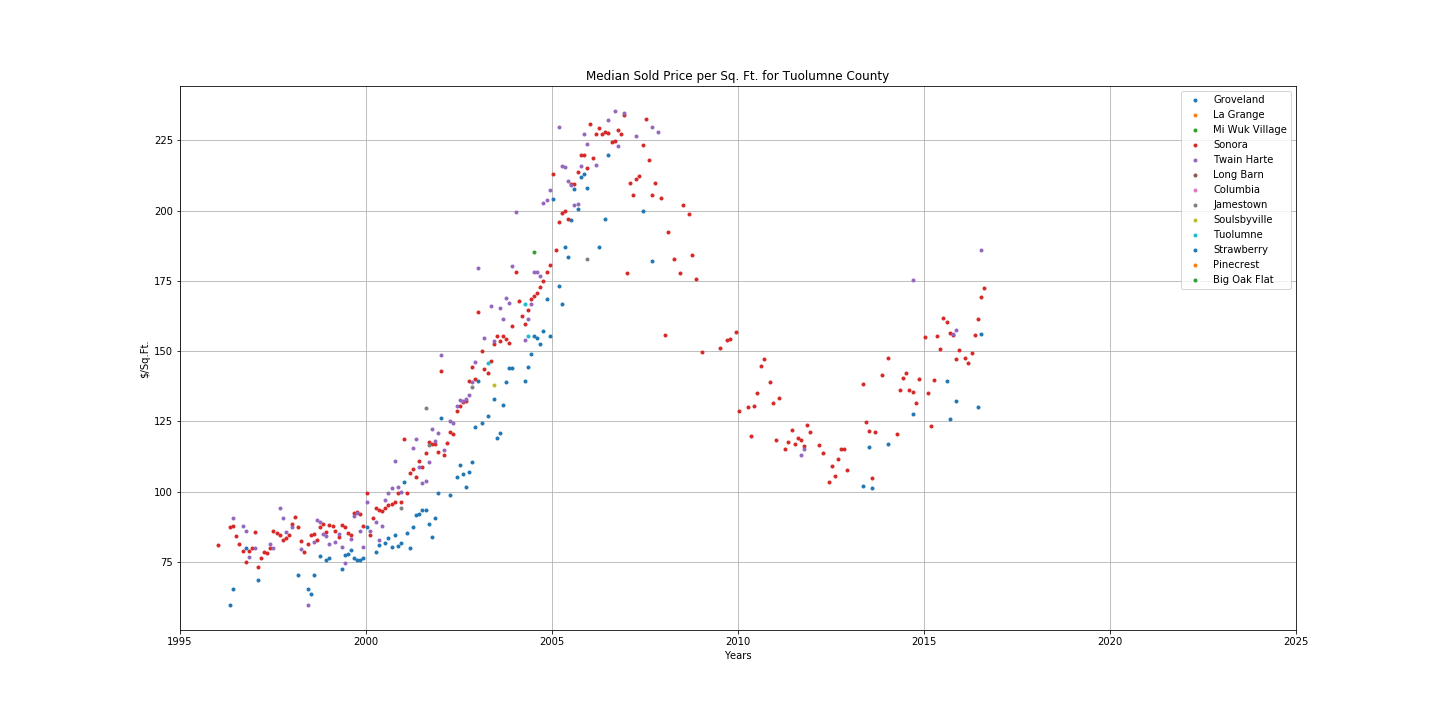 Median Sold Price per Sq. Ft. for Tuolumne County
$/Sq.Ft.
225
200
175
150
125
100
75
1995
2000
2005
2010
2015
2020
2025
Years
Groveland
La Grange
Mi Wuk Village
Sonora
Twain Harte
Long Barn
Columbia
Jamestown
Soulsbyville
Tuolumne
Strawberry
Pinecrest
Big Oak Flat